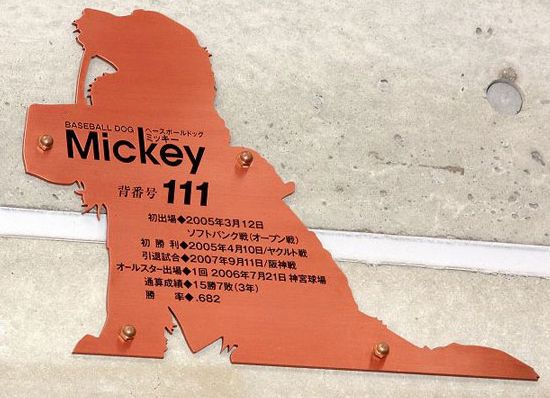 BASEBALL DOG ベースボールドッグ
Mickey ミッキー
背番号 111
初出場◆2005年3月12日
ソフトバンク戦(オープン戦)
初勝利◆2005年4月10日/ヤクルト戦
引退試合◆2007年9月11日/阪神戦
オールスター出場◆1回 2006年7月21日 神宮球場
通算成績◆15勝7敗(3年)
勝率◆.682